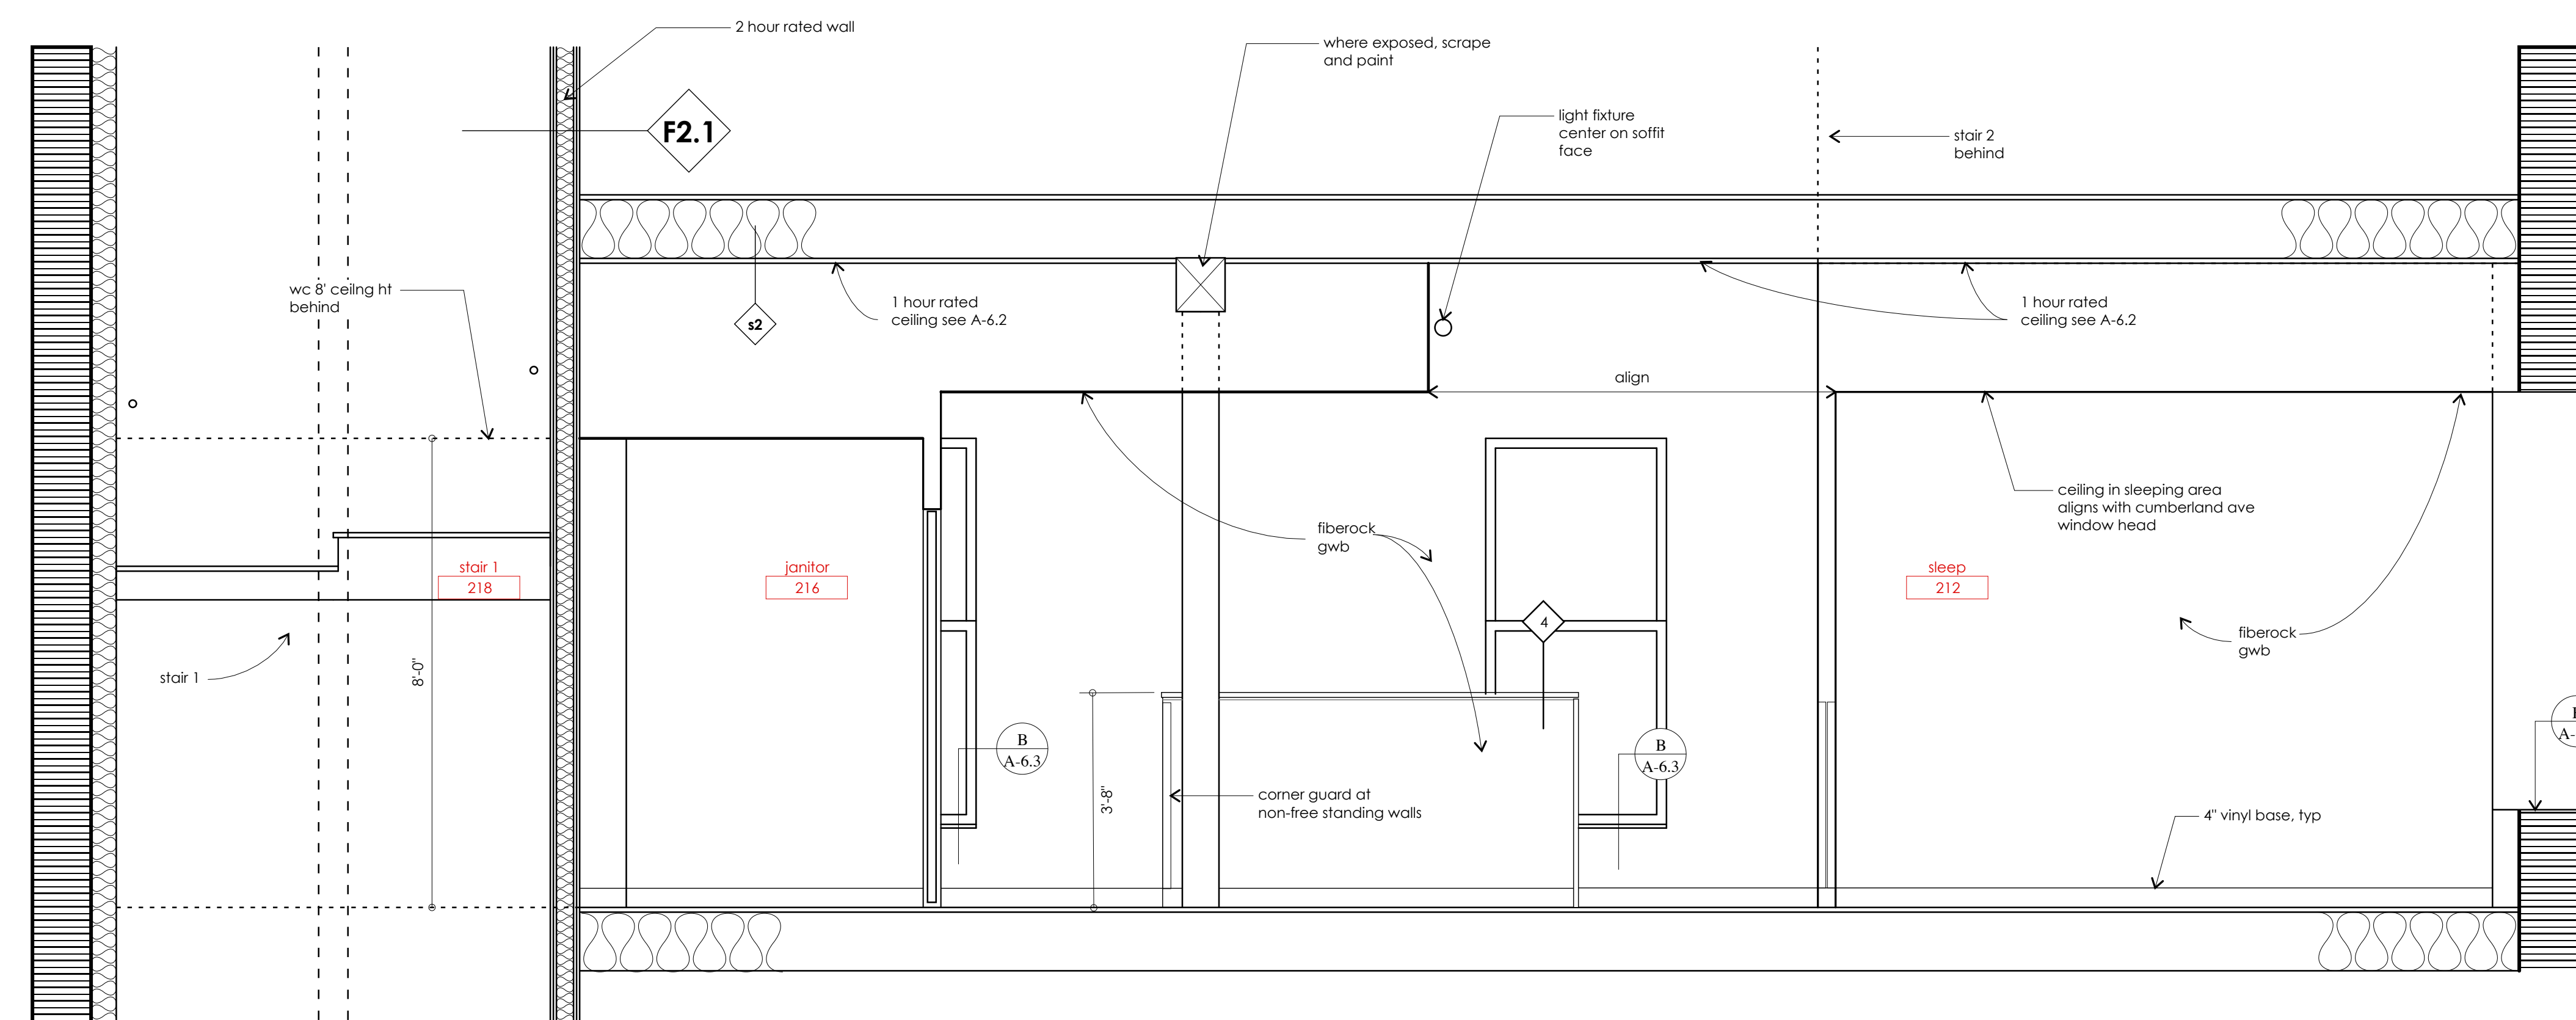 2 hour rated wall
where exposed, scrape
and paint
light fixture
center on soffit
face
stair 2
behind
F2.1
wc 8' ceilng ht
behind
s2
1 hour rated
ceiling see A-6.2
1 hour rated
ceiling see A-6.2
align
ceiling in sleeping area
aligns with cumberland ave
window head
fiberock
gwb
stair 1
218
janitor
216
sleep
212
4
fiberock
gwb
stair 1
8'-0"
B
A-6.3
B
A-6.3
3'-8"
corner guard at
non-free standing walls
4" vinyl base, typ
A-